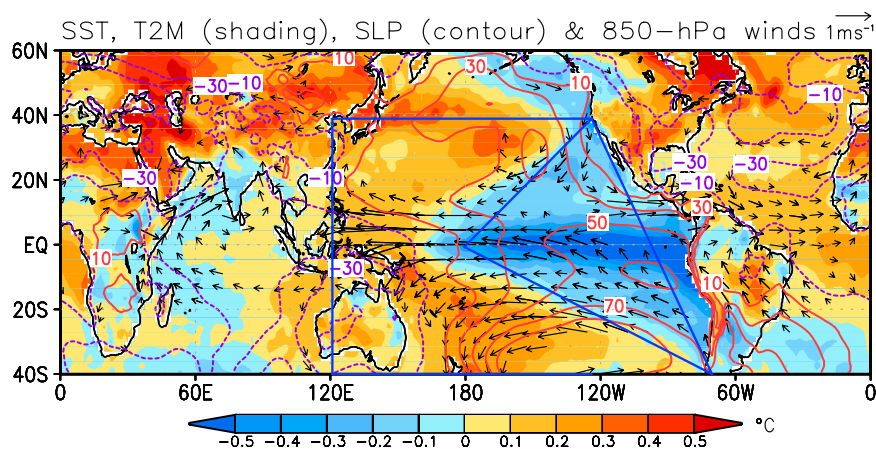 SST, T2M (shading), SLP (contour) & 850-hPa winds 1ms⁻¹
60N 10 30 10 -30 -10 -10
40N
-30 -10 -30 -30
20N -10 30
50
EQ 10 -30 10
20S 70
40S
0 60E 120E 180 120W 60W 0
-0.5 -0.4 -0.3 -0.2 -0.1 0 0.1 0.2 0.3 0.4 0.5 °C